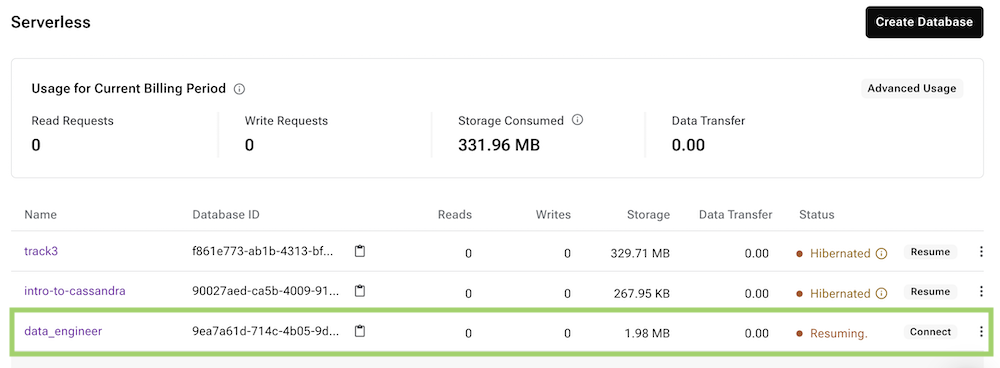 Serverless
Create Database
Usage for Current Billing Period
Advanced Usage
Read Requests Write Requests Storage Consumed Data Transfer
0 0 331.96 MB 0.00
Name Database ID Reads Writes Storage Data Transfer Status
track3 f861e773-ab1b-4313-bf... 0 0 329.71 MB 0.00 Hibernated Resume
intro-to-cassandra 90027aed-ca5b-4009-91... 0 0 267.95 KB 0.00 Hibernated Resume
data_engineer 9ea7a61d-714c-4b05-9d... 0 0 1.98 MB 0.00 Resuming. Connect